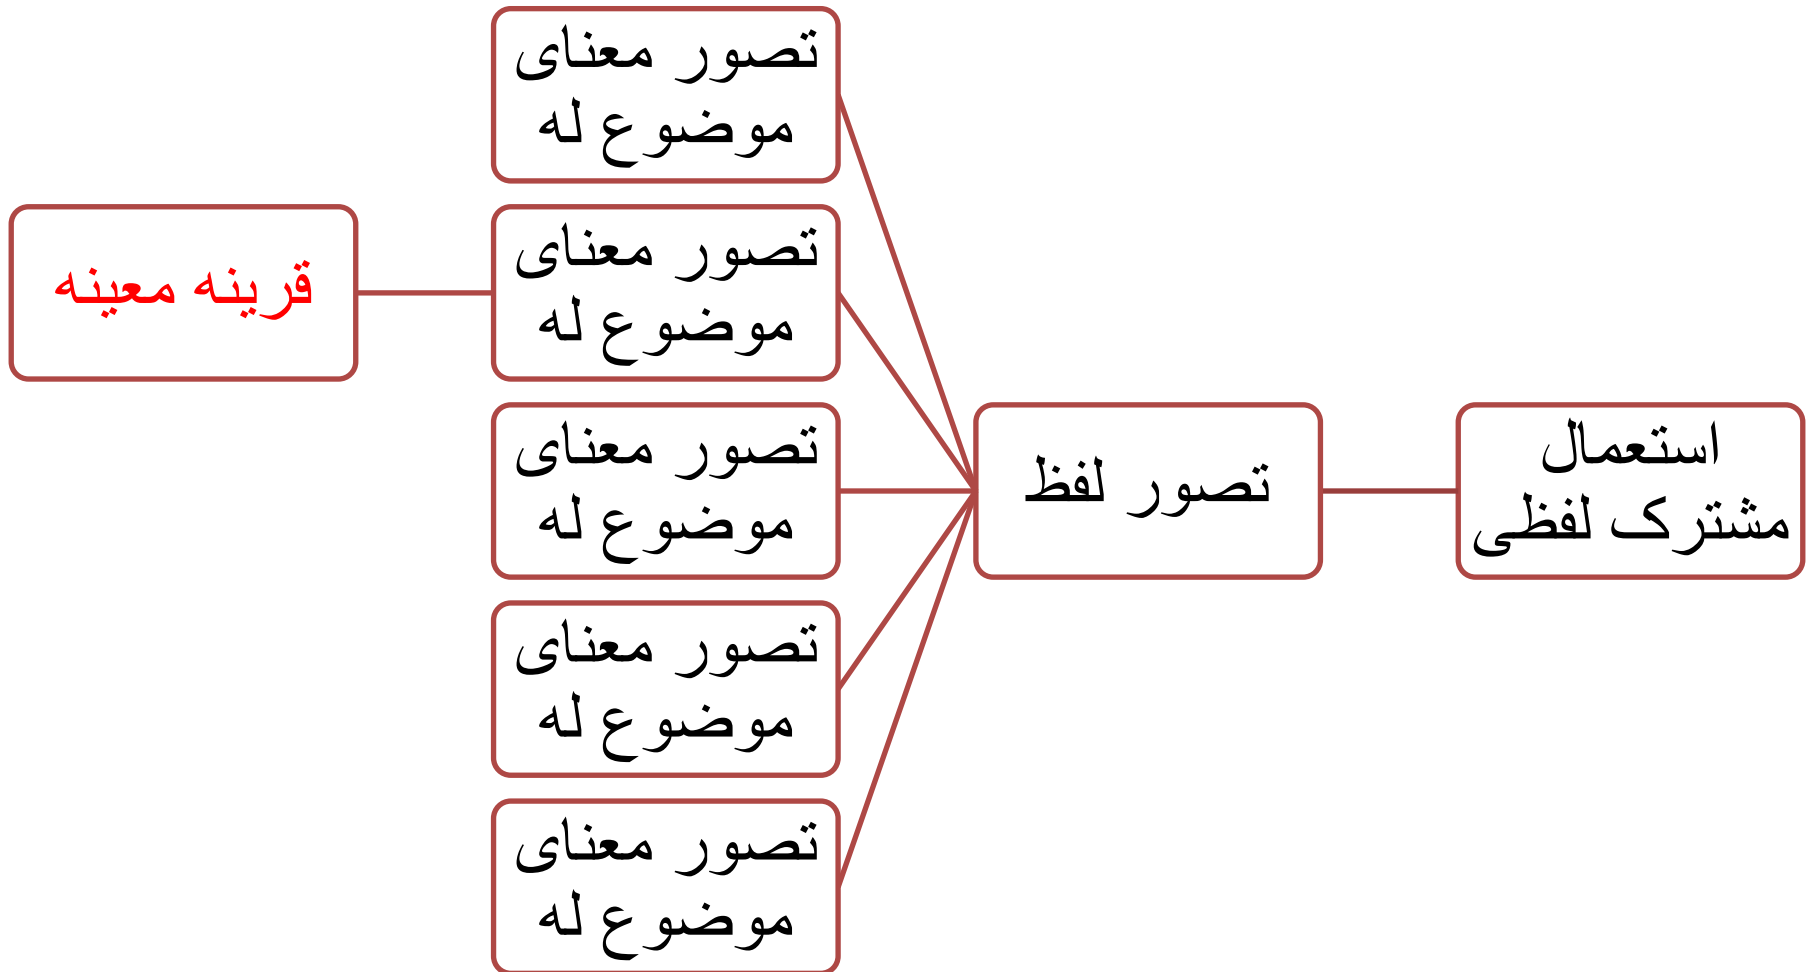 استعمال
مشترک لفظی
تصور لفظ
تصور معنای
موضوع له
تصور معنای
موضوع له
تصور معنای
موضوع له
تصور معنای
موضوع له
تصور معنای
موضوع له
قرینه معینه